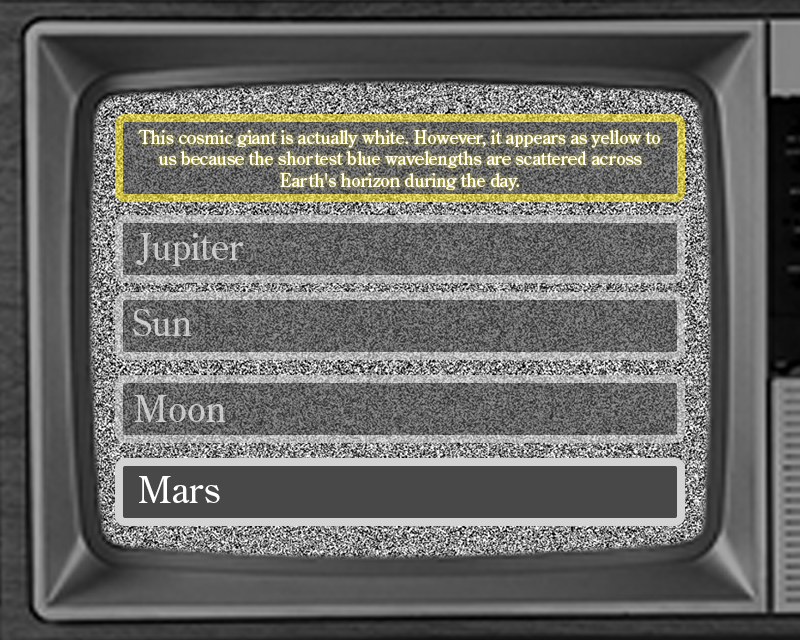 This cosmic giant is actually white. However, it appears as yellow to
us because the shortest blue wavelengths are scattered across
Earth's horizon during the day.
Jupiter
Sun
Moon
Mars